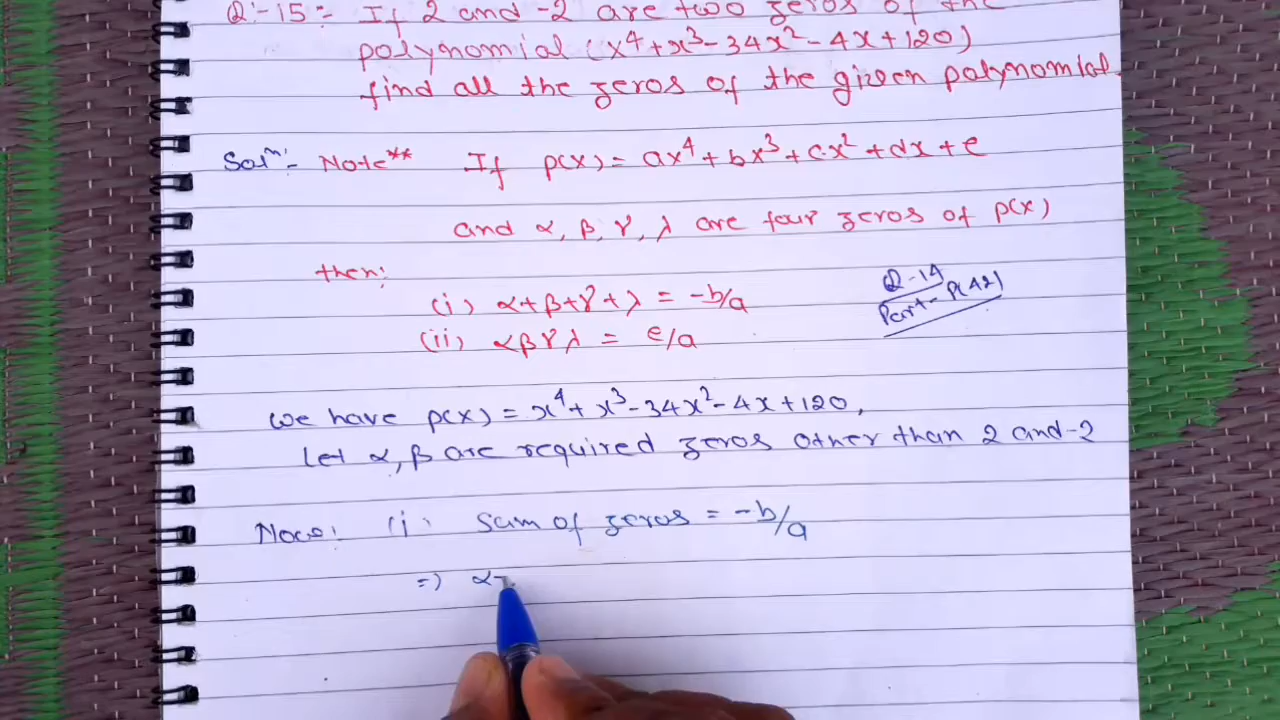 Q:-15:- If 2 and -2 are two zeros of the
polynomial (x⁴+x³-34x²-4x+120)
find all the zeros of the given polynomial.
Solⁿ:- Note** If p(x) = ax⁴+bx³+c.x²+dx+e
and α, β, γ, λ are four zeros of p(x)
then:
(i) α+β+γ+λ = -b/a
(ii) αβγλ = e/a
Q-14
Part-P(A2)
we have p(x) = x⁴+x³-34x²-4x+120,
Let α, β are required zeros other than 2 and -2
Now: (i) Sum of zeros = -b/a
=) α+